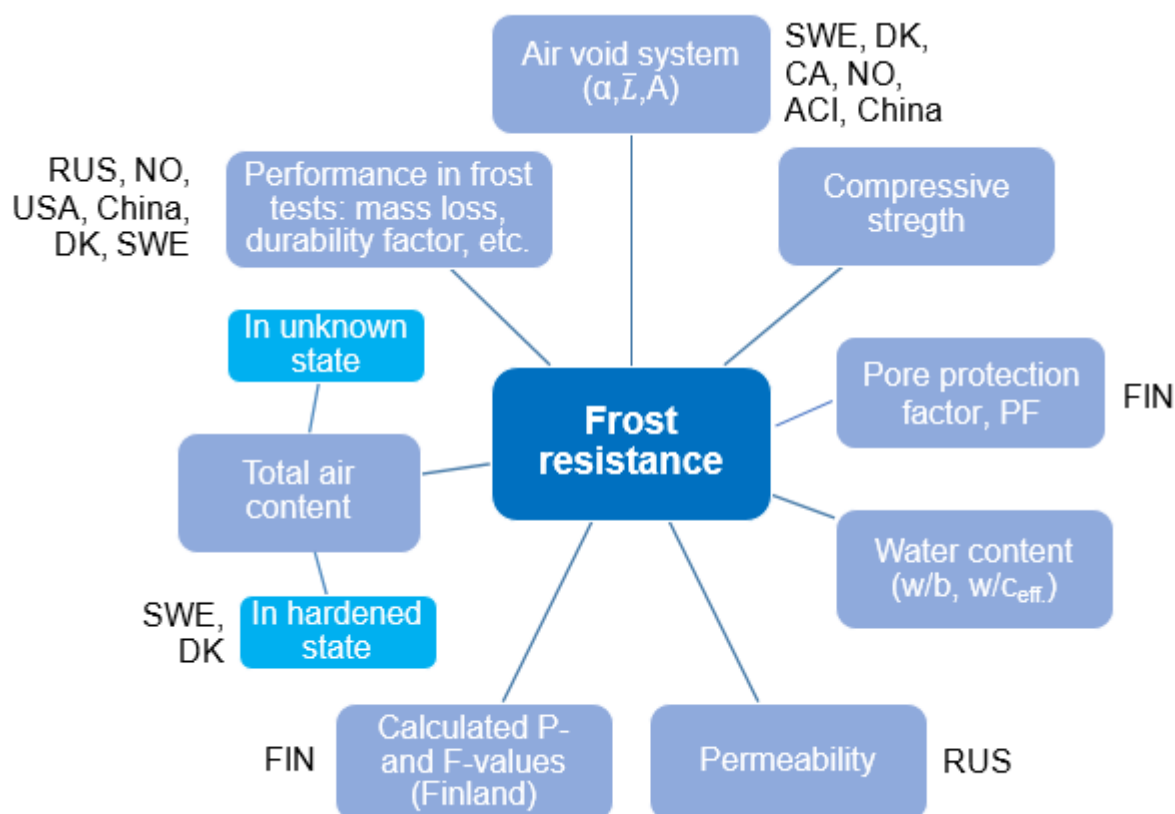 Air void system
(α,L̄,A)
SWE, DK,
CA, NO,
ACI, China
RUS, NO,
USA, China,
DK, SWE
Performance in frost
tests: mass loss,
durability factor, etc.
Compressive
stregth
In unknown
state
Frost
resistance
Pore protection
factor, PF
FIN
Total air
content
Water content
(w/b, w/c_eff.)
SWE,
DK
In hardened
state
FIN
Calculated P-
and F-values
(Finland)
Permeability
RUS